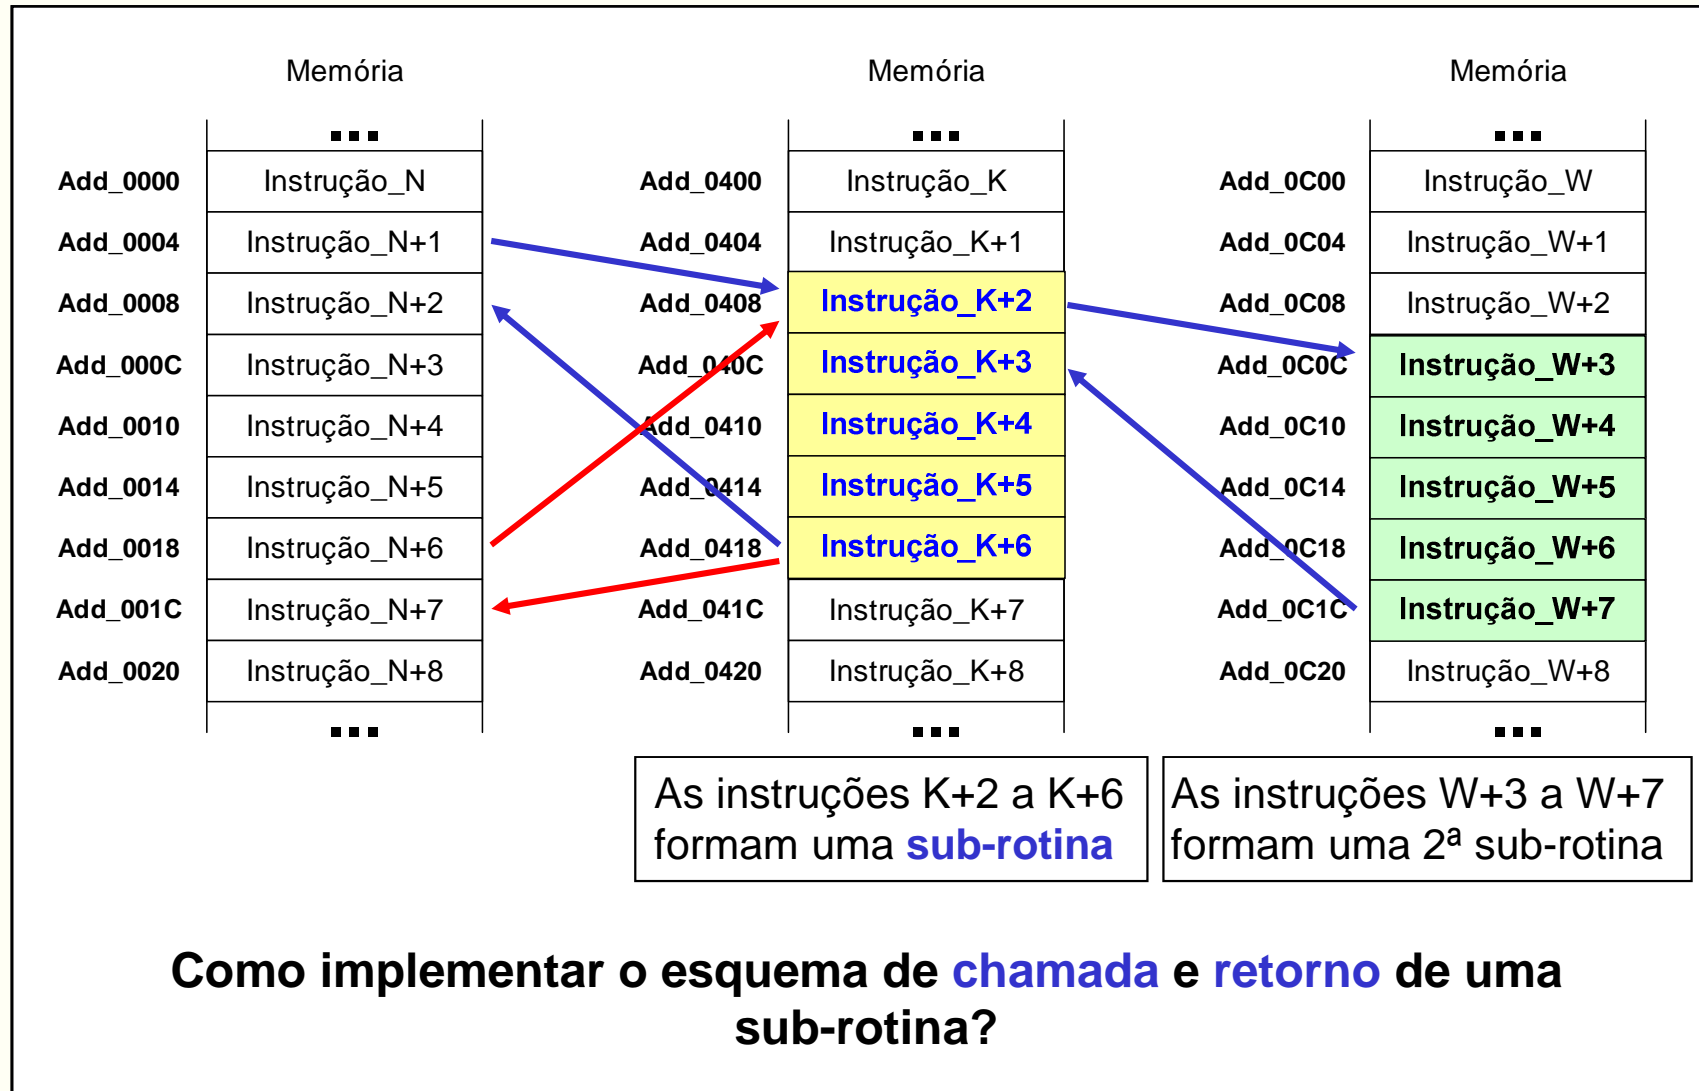 Memória Memória Memória
... ... ...
Add_0000 Instrução_N Add_0400 Instrução_K Add_0C00 Instrução_W
Add_0004 Instrução_N+1 Add_0404 Instrução_K+1 Add_0C04 Instrução_W+1
Add_0008 Instrução_N+2 Add_0408 Instrução_K+2 Add_0C08 Instrução_W+2
Add_000C Instrução_N+3 Add_040C Instrução_K+3 Add_0C0C Instrução_W+3
Add_0010 Instrução_N+4 Add_0410 Instrução_K+4 Add_0C10 Instrução_W+4
Add_0014 Instrução_N+5 Add_0414 Instrução_K+5 Add_0C14 Instrução_W+5
Add_0018 Instrução_N+6 Add_0418 Instrução_K+6 Add_0C18 Instrução_W+6
Add_001C Instrução_N+7 Add_041C Instrução_K+7 Add_0C1C Instrução_W+7
Add_0020 Instrução_N+8 Add_0420 Instrução_K+8 Add_0C20 Instrução_W+8
... ... ...
As instruções K+2 a K+6
formam uma sub-rotina
As instruções W+3 a W+7
formam uma 2ª sub-rotina
Como implementar o esquema de chamada e retorno de uma
sub-rotina?